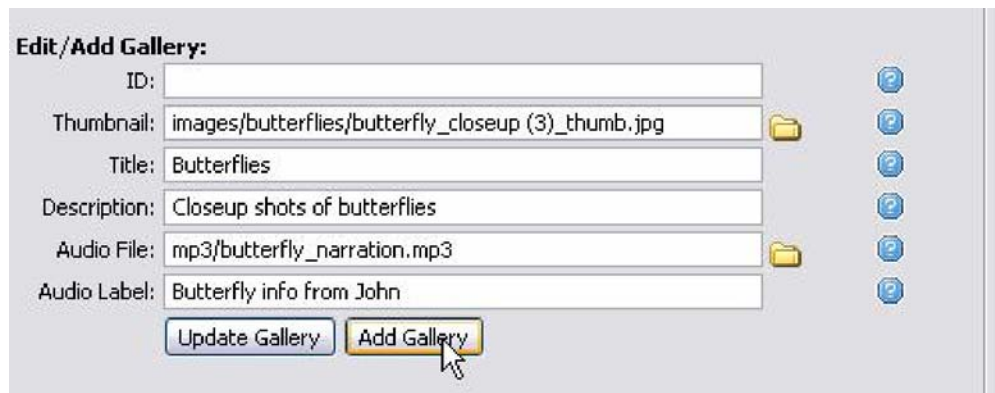 Edit/Add Gallery:
ID:
Thumbnail: images/butterflies/butterfly_closeup (3)_thumb.jpg
Title: Butterflies
Description: Closeup shots of butterflies
Audio File: mp3/butterfly_narration.mp3
Audio Label: Butterfly info from John
Update Gallery Add Gallery